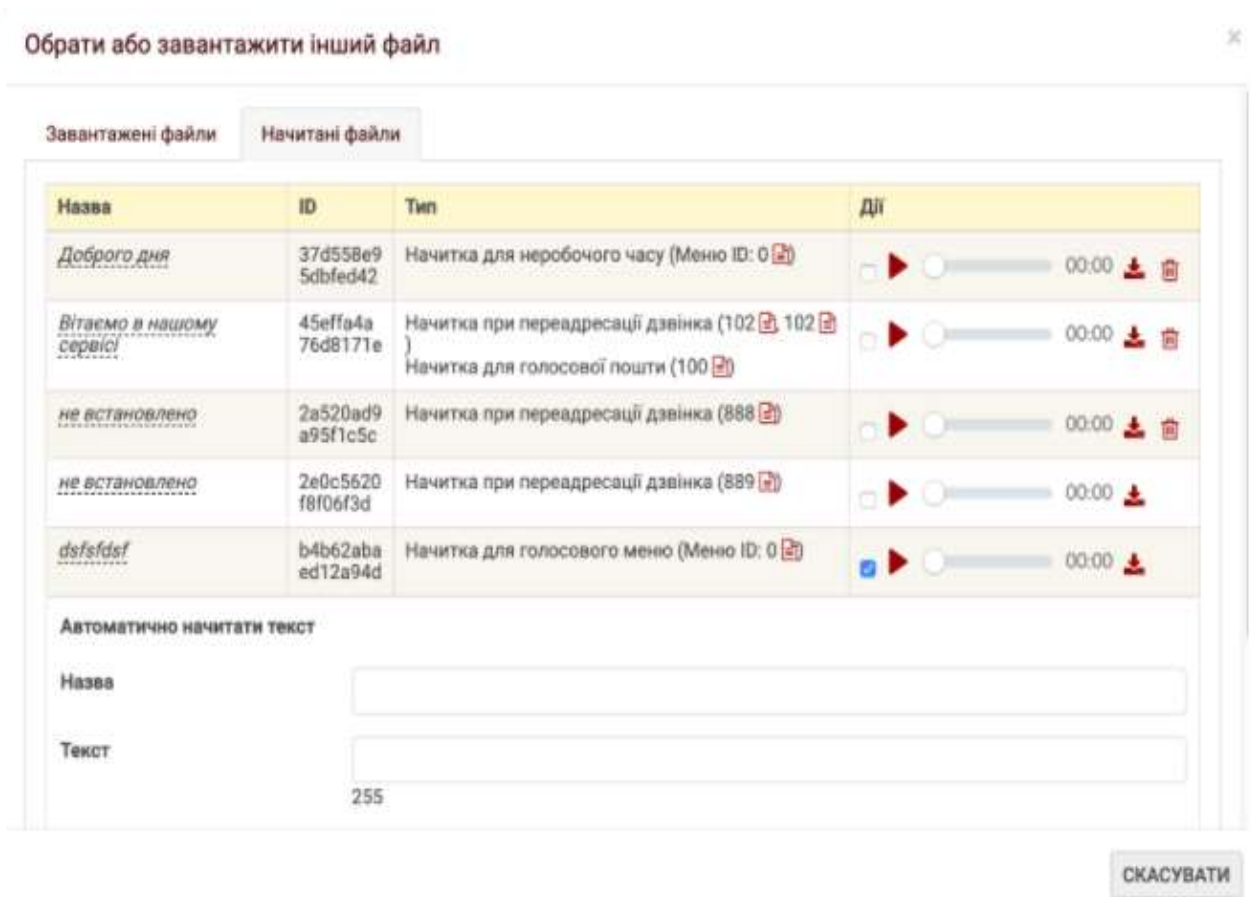 Обрати або завантажити інший файл
Завантажені файли Начитані файли
Назва ID Тип Дії
Доброго дня 37d558e9 Начитка для неробочого часу (Меню ID: 0) 00:00
5dbfed42
Вітаємо в нашому 45effa4a Начитка при переадресації дзвінка (102, 102 00:00
сервісі 76d8171e )
Начитка для голосової пошти (100)
не встановлено 2a520ad9 Начитка при переадресації дзвінка (888) 00:00
a95f1c5c
не встановлено 2e0c5620 Начитка при переадресації дзвінка (889) 00:00
f8f06f3d
dsfsfdsf b4b62aba Начитка для голосового меню (Меню ID: 0) 00:00
ed12a94d
Автоматично начитати текст
Назва
Текст
255
СКАСУВАТИ